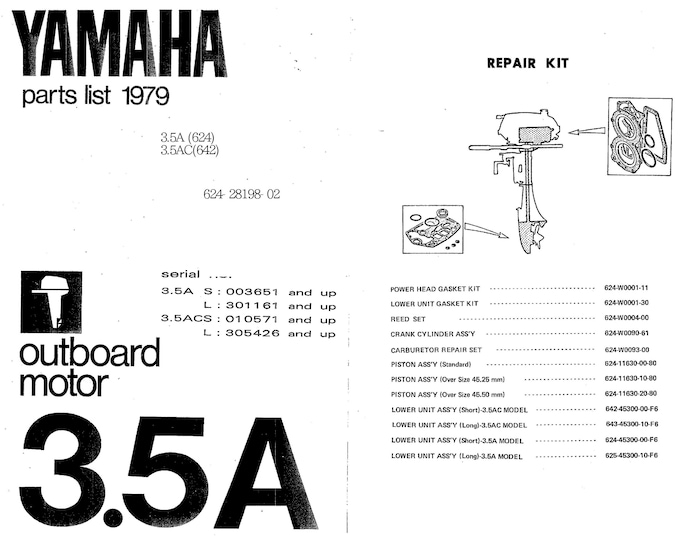 YAMAHA
parts list 1979
3.5A (624)
3.5AC(642)
624-28198-02
serial
3.5A S : 003651 and up
L : 301161 and up
3.5ACS : 010571 and up
L : 305426 and up
outboard
motor
3.5A
REPAIR KIT
POWER HEAD GASKET KIT ---------- 624-W0001-11
LOWER UNIT GASKET KIT ---------- 624-W0001-30
REED SET ---------- 624-W0004-00
CRANK CYLINDER ASS'Y ---------- 624-W0090-61
CARBURETOR REPAIR SET ---------- 624-W0093-00
PISTON ASS'Y (Standard) ---------- 624-11630-00-80
PISTON ASS'Y (Over Size 45.25 mm) ---------- 624-11630-10-80
PISTON ASS'Y (Over Size 45.50 mm) ---------- 624-11630-20-80
LOWER UNIT ASS'Y (Short)-3.5AC MODEL ---------- 642-45300-00-F6
LOWER UNIT ASS'Y (Long)-3.5AC MODEL ---------- 643-45300-10-F6
LOWER UNIT ASS'Y (Short)-3.5A MODEL ---------- 624-45300-00-F6
LOWER UNIT ASS'Y (Long)-3.5A MODEL ---------- 625-45300-10-F6